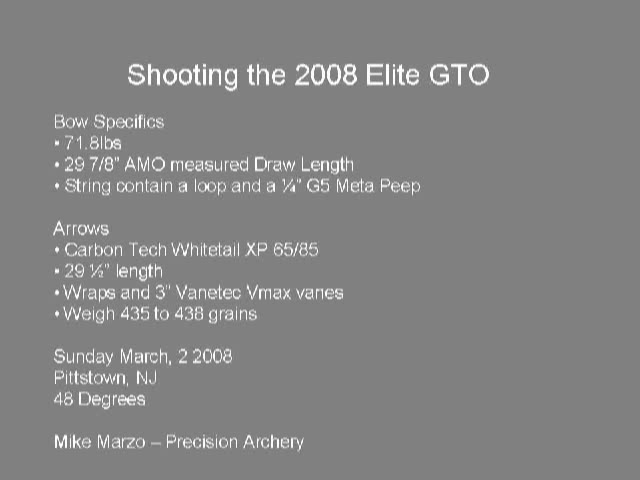 Shooting the 2008 Elite GTO
Bow Specifics
• 71.8lbs
• 29 7/8” AMO measured Draw Length
• String contain a loop and a ¼” G5 Meta Peep
Arrows
• Carbon Tech Whitetail XP 65/85
• 29 ½” length
• Wraps and 3” Vanetec Vmax vanes
• Weigh 435 to 438 grains
Sunday March, 2 2008
Pittstown, NJ
48 Degrees
Mike Marzo – Precision Archery